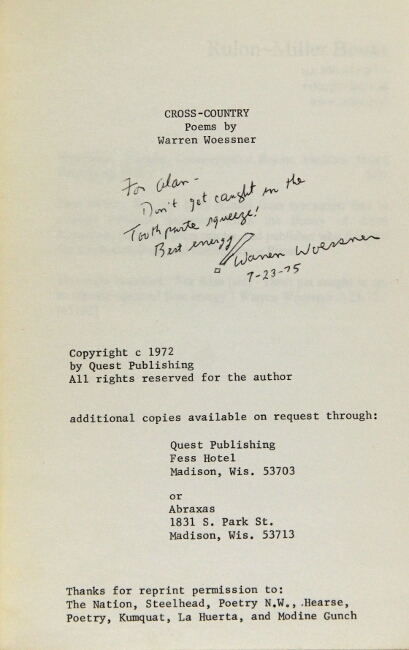 CROSS-COUNTRY
Poems by
Warren Woessner
For Alan -
Don't get caught in the
Toothpaste squeeze!
Best energy!
Warren Woessner
7-23-75
Copyright c 1972
by Quest Publishing
All rights reserved for the author
additional copies available on request through:
Quest Publishing
Fess Hotel
Madison, Wis. 53703
or
Abraxas
1831 S. Park St.
Madison, Wis. 53713
Thanks for reprint permission to:
The Nation, Steelhead, Poetry N.W., .Hearse,
Poetry, Kumquat, La Huerta, and Modine Gunch